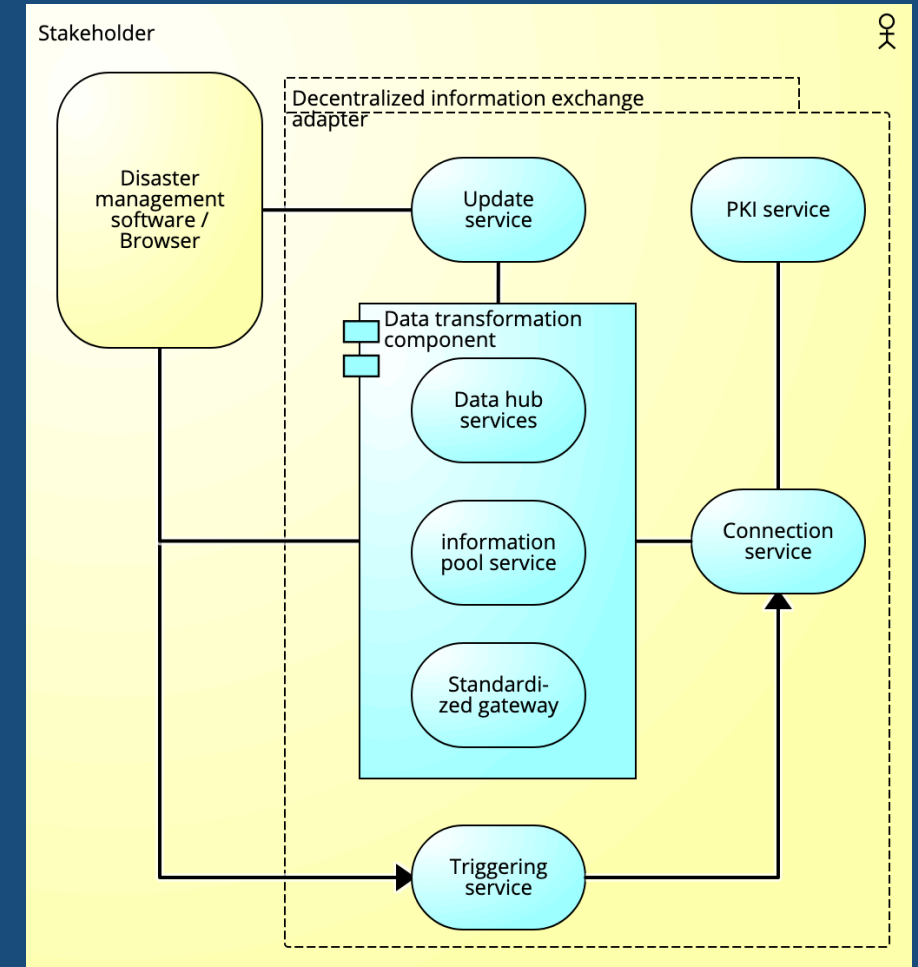 Stakeholder
Decentralized information exchange
adapter
Disaster
management
software /
Browser
Update
service
PKI service
Data transformation
component
Data hub
services
information
pool service
Connection
service
Standardi-
zed gateway
Triggering
service